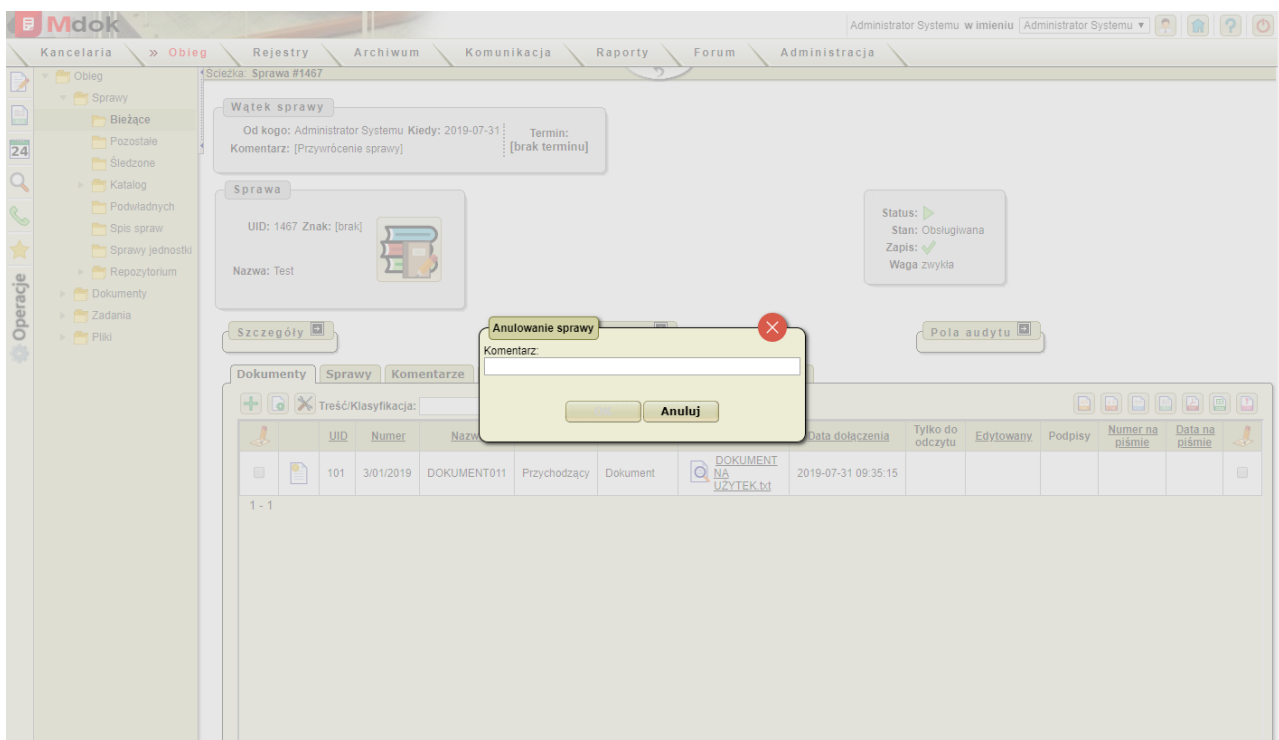 Mdok
Administrator Systemu w imieniu Administrator Systemu
Kancelaria » Obieg Rejestry Archiwum Komunikacja Raporty Forum Administracja
Obieg
Sprawy
Bieżące
Pozostałe
Śledzone
Katalog
Podwładnych
Spis spraw
Sprawy jednostki
Repozytorium
Dokumenty
Zadania
Pliki
24
Operacje
Ścieżka: Sprawa #1467
Wątek sprawy
Od kogo: Administrator Systemu Kiedy: 2019-07-31
Komentarz: [Przywrócenie sprawy]
Termin:
[brak terminu]
Sprawa
UID: 1467 Znak: [brak]
Nazwa: Test
Status:
Stan: Obsługiwana
Zapis:
Waga zwykła
Szczegóły
Pola audytu
Anulowanie sprawy
Komentarz:
Anuluj
Dokumenty Sprawy Komentarze
Treść/Klasyfikacja:
UID Numer Nazw Data dołączenia Tylko do odczytu Edytowany Podpisy Numer na piśmie Data na piśmie
101 3/01/2019 DOKUMENT011 Przychodzący Dokument DOKUMENT NA UŻYTEK.txt 2019-07-31 09:35:15
1 - 1